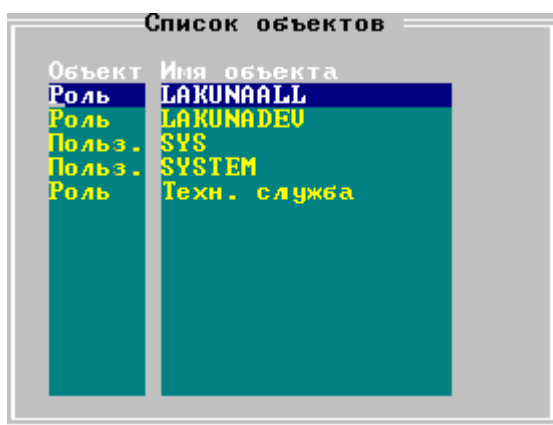 Список объектов
Объект Имя объекта
Роль LAKUNAALL
Роль LAKUNADEV
Польз. SYS
Польз. SYSTEM
Роль Техн. служба